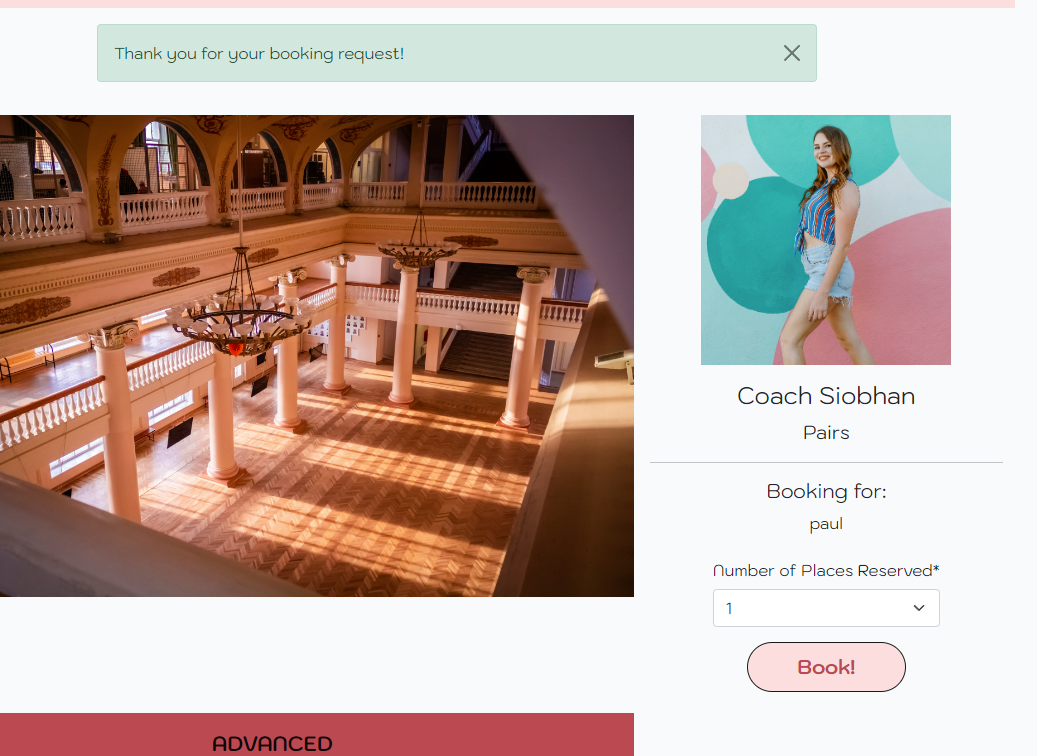 Thank you for your booking request!
Coach Siobhan
Pairs
Booking for:
paul
Number of Places Reserved*
1
Book!
ADVANCED